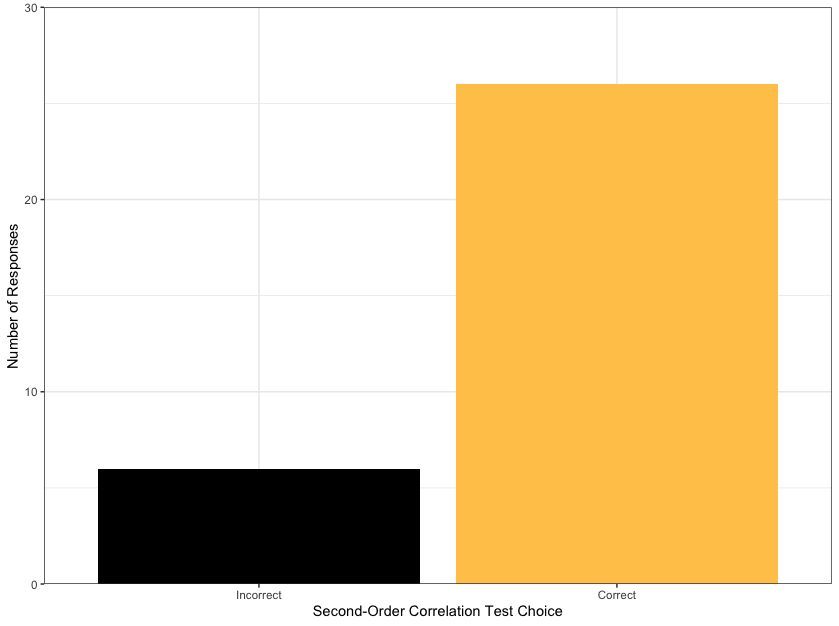 30
20
10
0
Number of Responses
Incorrect
Correct
Second-Order Correlation Test Choice